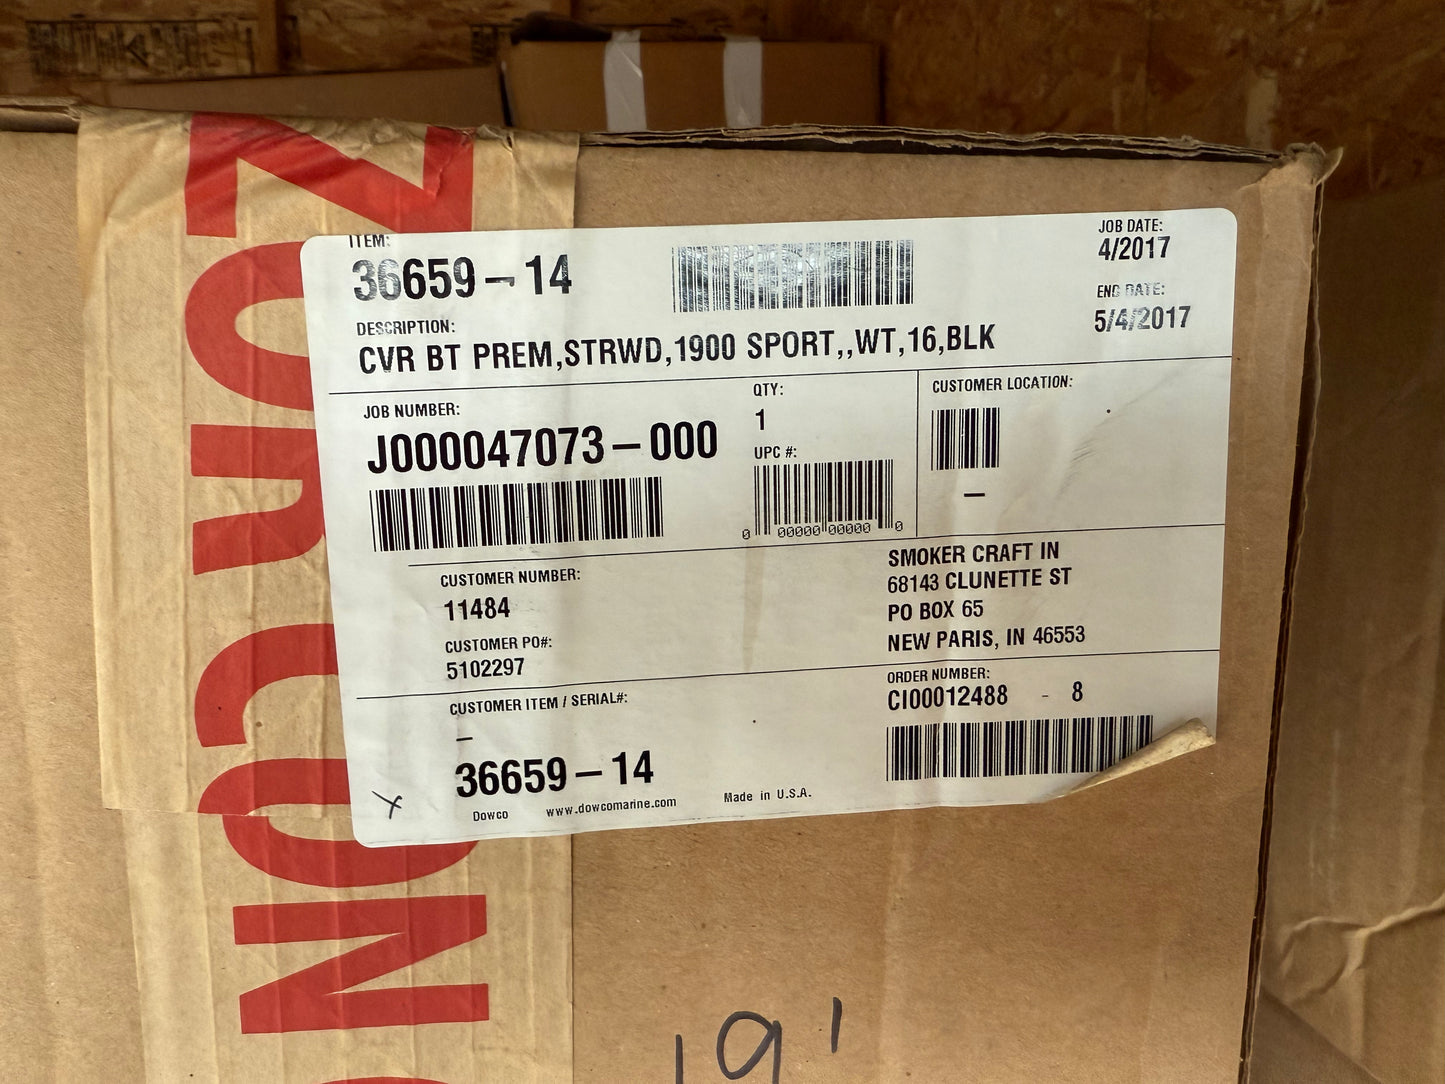 ITEM:
36659-14
JOB DATE:
4/2017
END DATE:
5/4/2017
DESCRIPTION:
CVR BT PREM,STRWD,1900 SPORT,,WT,16,BLK
JOB NUMBER:
J000047073-000
QTY:
1
UPC #:
0 00000 00000 0
CUSTOMER LOCATION:
-
CUSTOMER NUMBER:
11484
CUSTOMER PO#:
5102297
SMOKER CRAFT IN
68143 CLUNETTE ST
PO BOX 65
NEW PARIS, IN 46553
CUSTOMER ITEM / SERIAL#:
-
36659-14
ORDER NUMBER:
CI00012488 - 8
Dowco www.dowcomarine.com Made in U.S.A.
19'